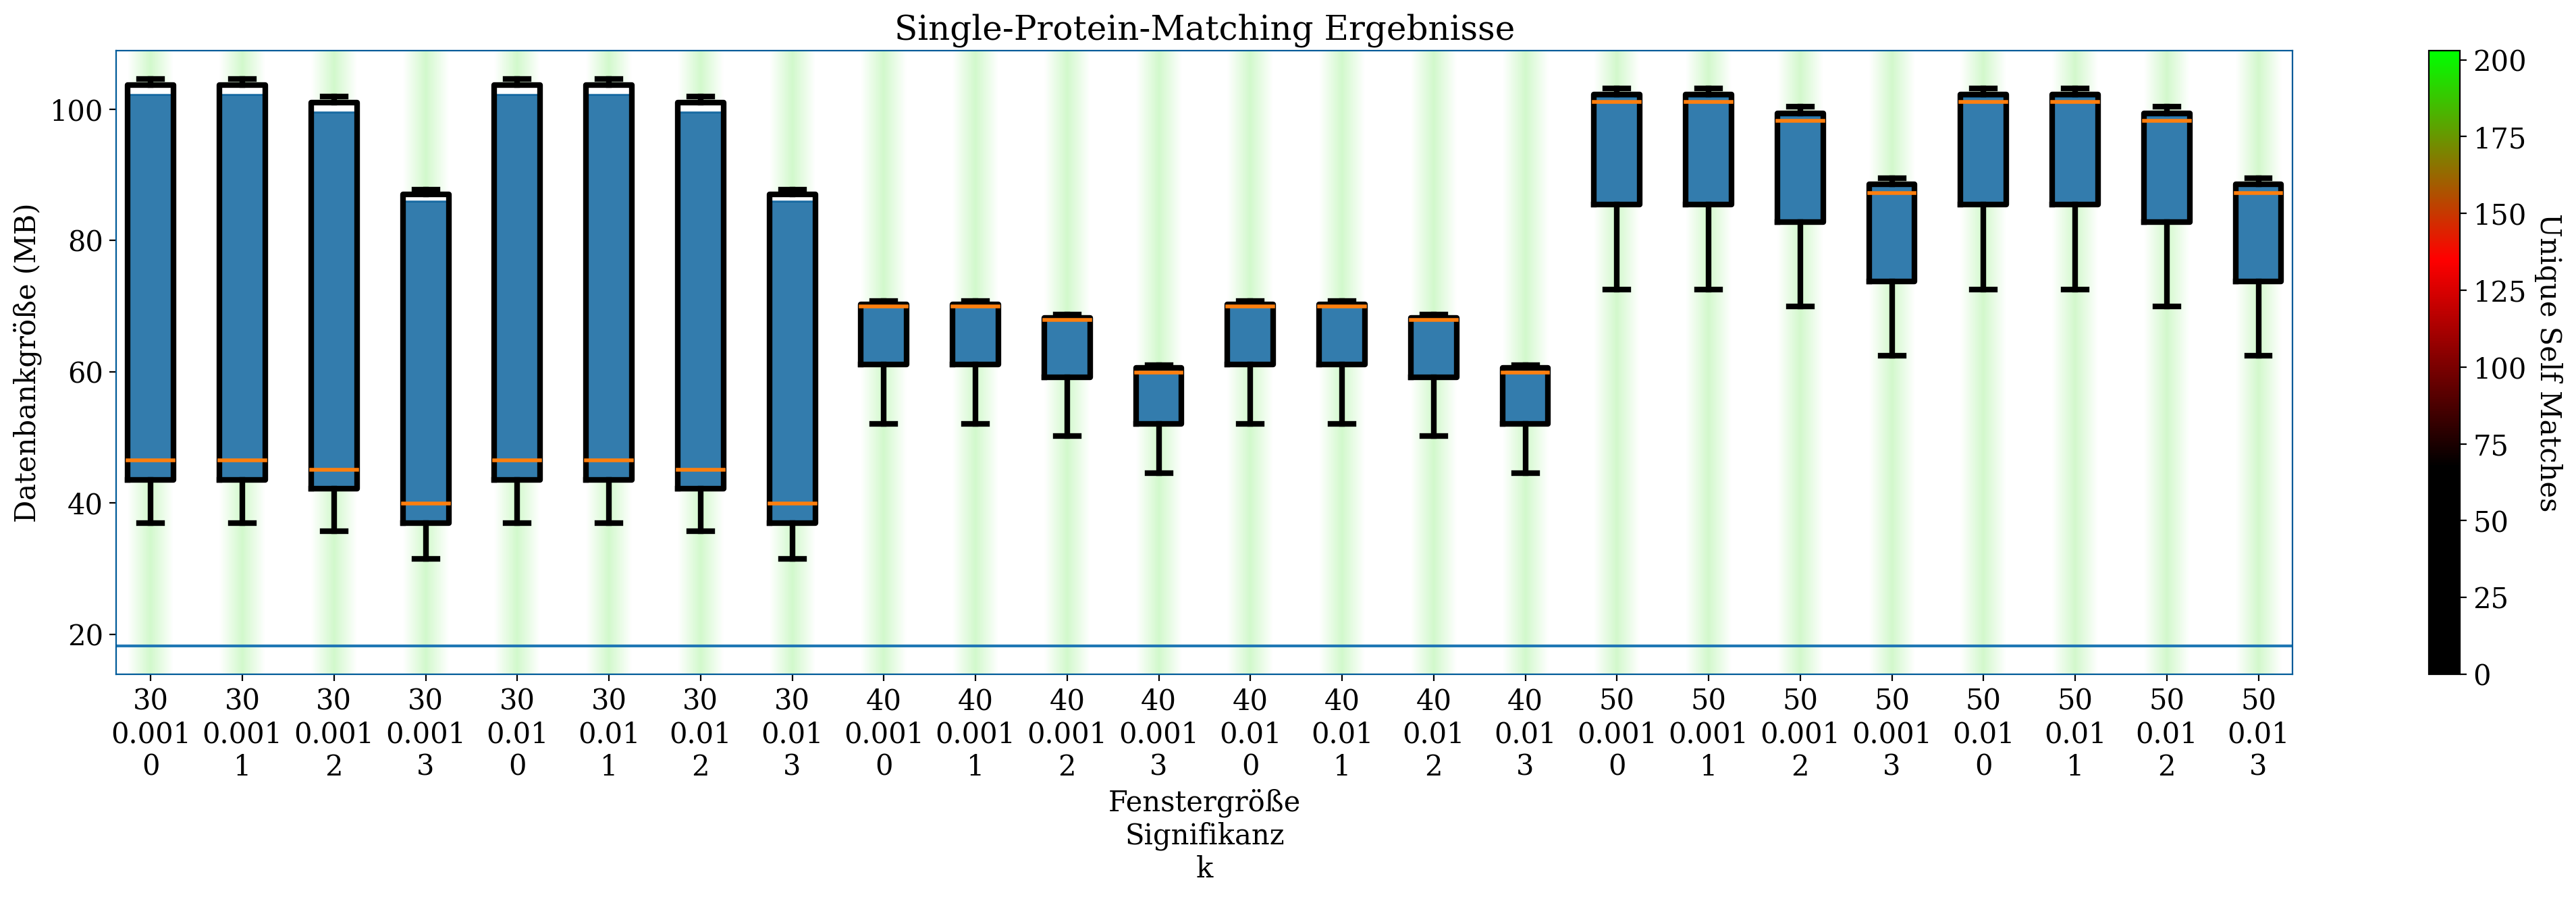 Single-Protein-Matching Ergebnisse
Datenbankgröße (MB)
100
80
60
40
20
30 30 30 30 30 30 30 30 40 40 40 40 40 40 40 40 50 50 50 50 50 50 50 50
0.001 0.001 0.001 0.001 0.01 0.01 0.01 0.01 0.001 0.001 0.001 0.001 0.01 0.01 0.01 0.01 0.001 0.001 0.001 0.001 0.01 0.01 0.01 0.01
0 1 2 3 0 1 2 3 0 1 2 3 0 1 2 3 0 1 2 3 0 1 2 3
Fenstergröße
Signifikanz
k
200
175
150
125
100
75
50
25
0
Unique Self Matches